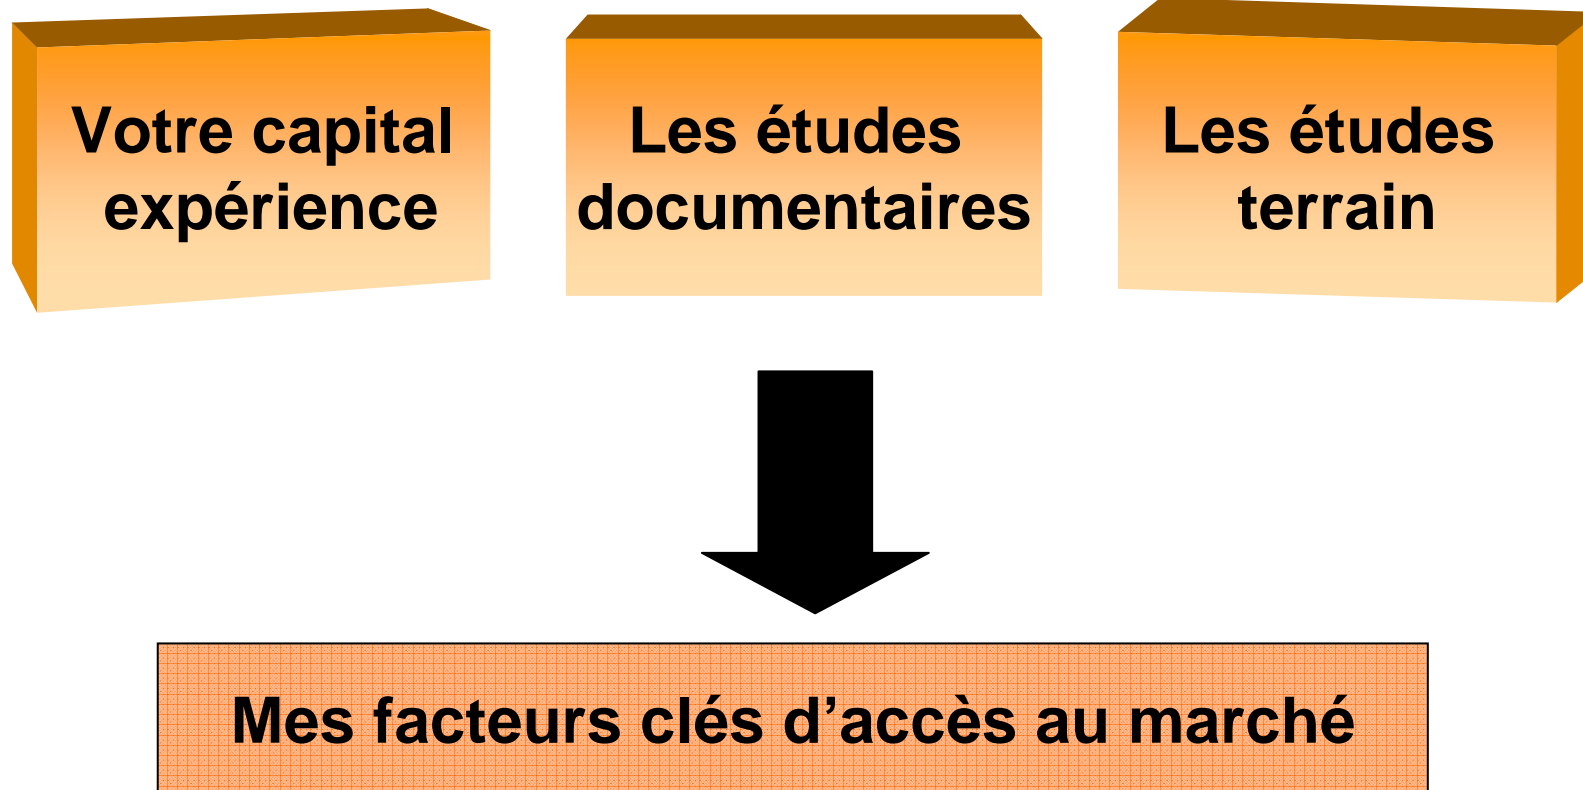 Votre capital
expérience
Les études
documentaires
Les études
terrain
Mes facteurs clés d’accès au marché